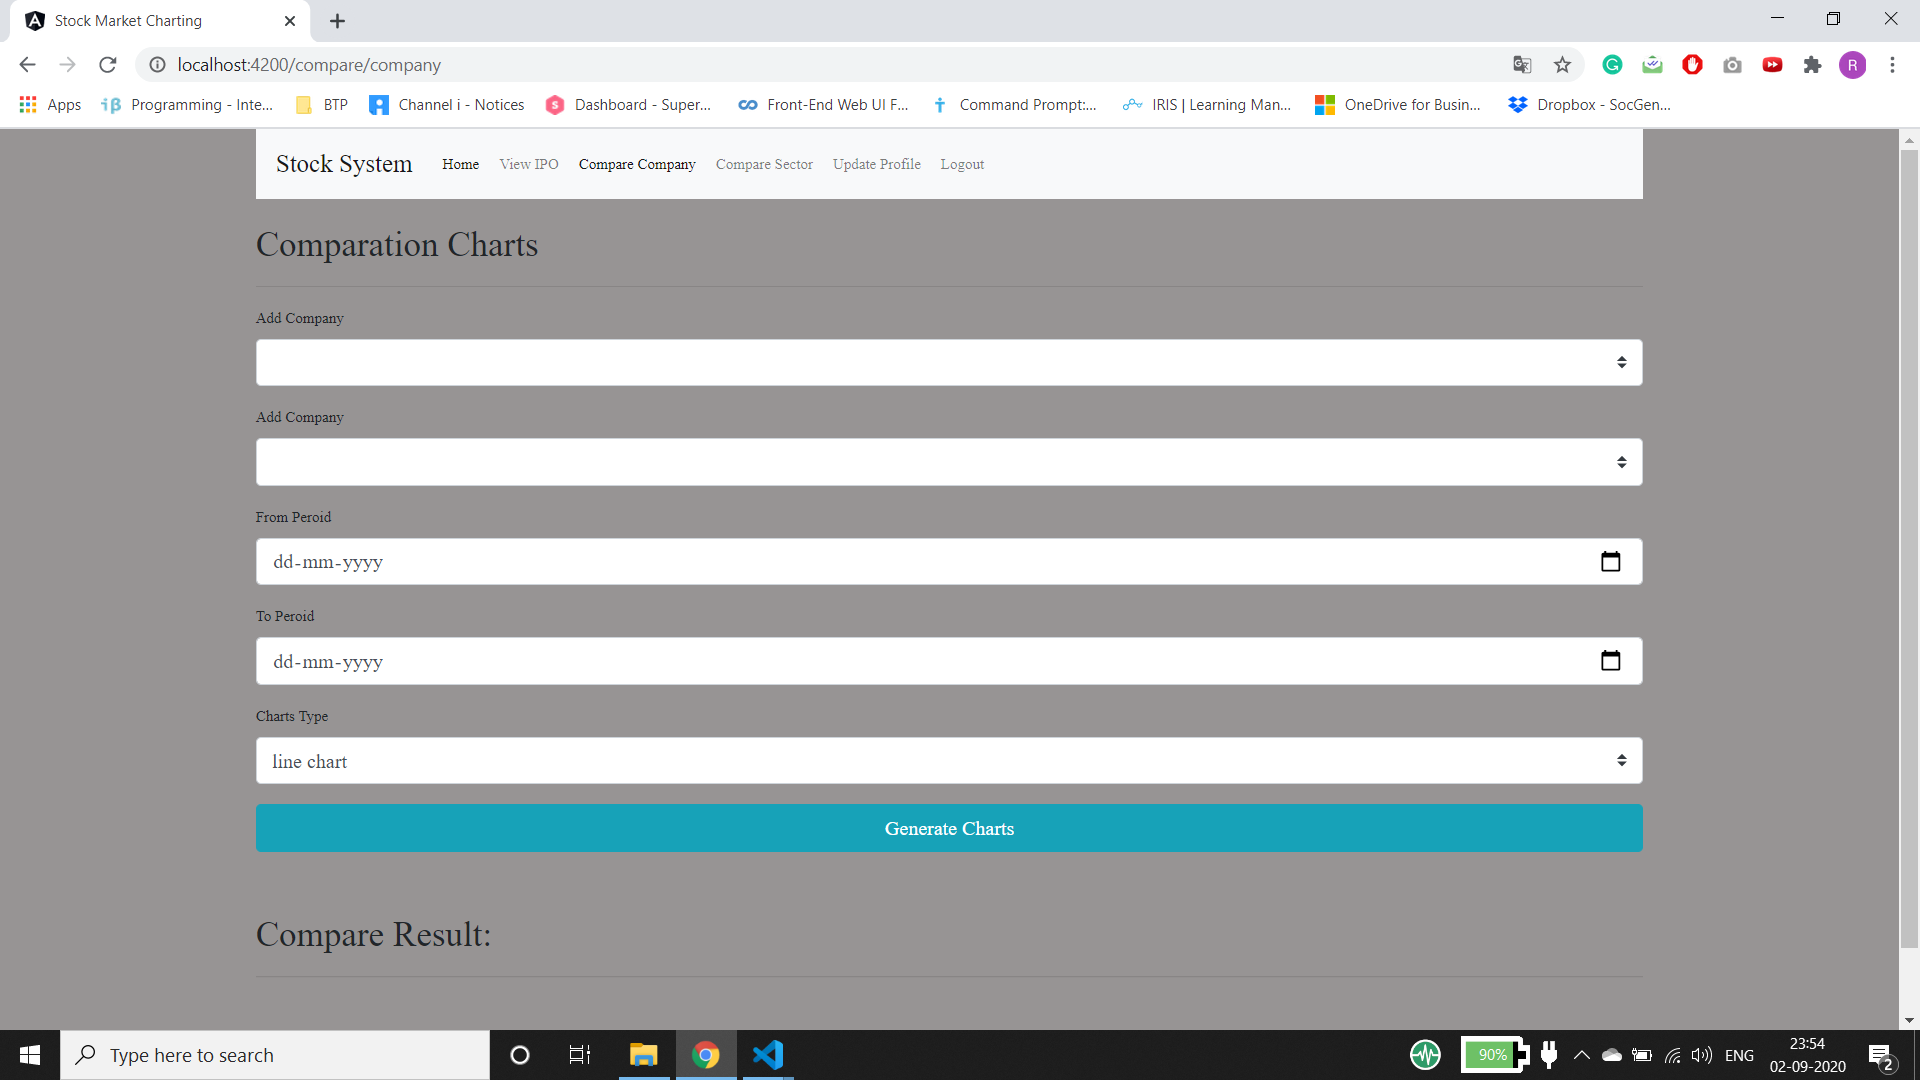 Stock Market Charting
localhost:4200/compare/company
R
Apps
Programming - Inte...
BTP
Channel i - Notices
Dashboard - Super...
Front-End Web UI F...
Command Prompt:...
IRIS | Learning Man...
OneDrive for Busin...
Dropbox - SocGen...
Stock System Home View IPO Compare Company Compare Sector Update Profile Logout
Comparation Charts
Add Company
Add Company
From Peroid
dd-mm-yyyy
To Peroid
dd-mm-yyyy
Charts Type
line chart
Generate Charts
Compare Result:
Type here to search
90%
ENG
23:54
02-09-2020
2